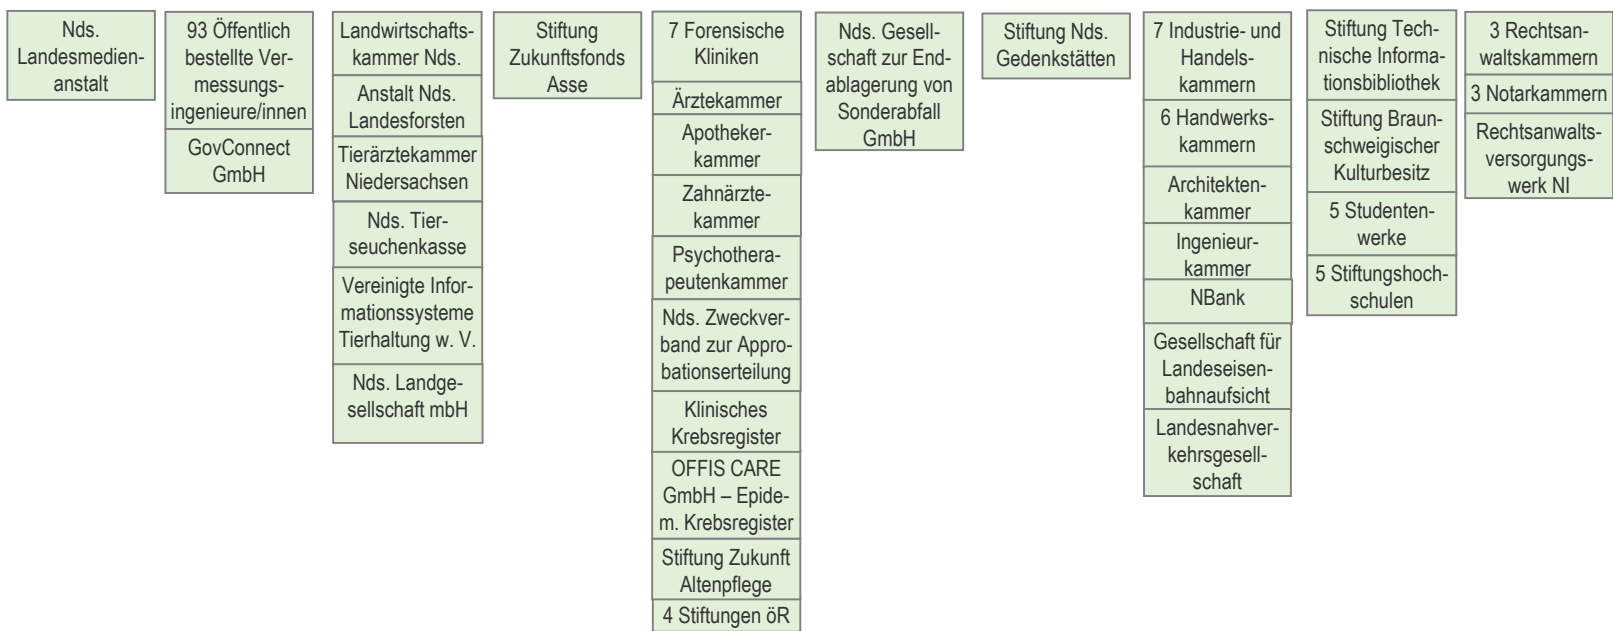 Nds.
Landesmedien-
anstalt
93 Öffentlich
bestellte Ver-
messungs-
ingenieure/innen
GovConnect
GmbH
Landwirtschafts-
kammer Nds.
Anstalt Nds.
Landesforsten
Tierärztekammer
Niedersachsen
Nds. Tier-
seuchenkasse
Vereinigte Infor-
mationssysteme
Tierhaltung w. V.
Nds. Landge-
sellschaft mbH
Stiftung
Zukunftsfonds
Asse
7 Forensische
Kliniken
Ärztekammer
Apotheker-
kammer
Zahnärzte-
kammer
Psychothera-
peutenkammer
Nds. Zweckver-
band zur Appro-
bationserteilung
Klinisches
Krebsregister
OFFIS CARE
GmbH – Epide-
m. Krebsregister
Stiftung Zukunft
Altenpflege
4 Stiftungen öR
Nds. Gesell-
schaft zur End-
ablagerung von
Sonderabfall
GmbH
Stiftung Nds.
Gedenkstätten
7 Industrie- und
Handels-
kammern
6 Handwerks-
kammern
Architekten-
kammer
Ingenieur-
kammer
NBank
Gesellschaft für
Landeseisen-
bahnaufsicht
Landesnahver-
kehrsgesell-
schaft
Stiftung Tech-
nische Informa-
tionsbibliothek
Stiftung Braun-
schweigischer
Kulturbesitz
5 Studenten-
werke
5 Stiftungshoch-
schulen
3 Rechtsan-
waltskammern
3 Notarkammern
Rechtsanwalts-
versorgungs-
werk NI